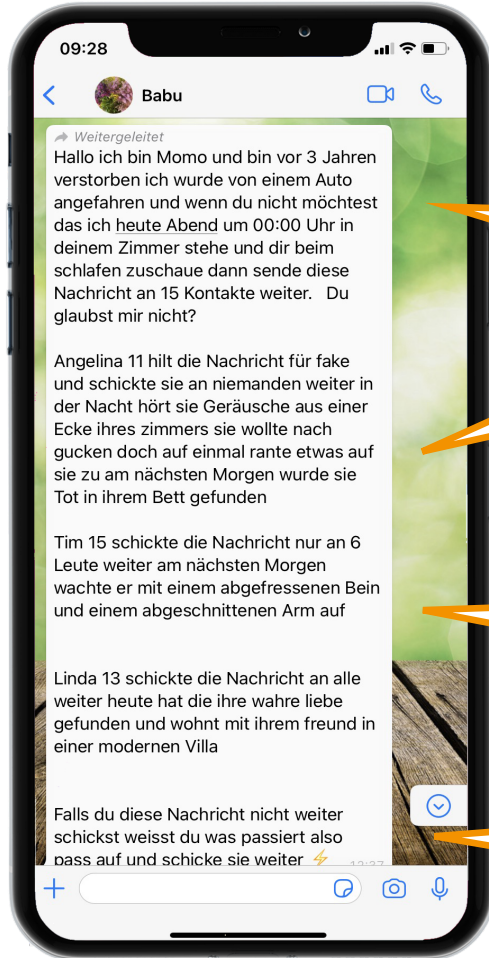 09:28
Babu
Weitergeleitet
Hallo ich bin Momo und bin vor 3 Jahren
verstorben ich wurde von einem Auto
angefahren und wenn du nicht möchtest
das ich heute Abend um 00:00 Uhr in
deinem Zimmer stehe und dir beim
schlafen zuschaue dann sende diese
Nachricht an 15 Kontakte weiter.   Du
glaubst mir nicht?
Angelina 11 hilt die Nachricht für fake
und schickte sie an niemanden weiter in
der Nacht hört sie Geräusche aus einer
Ecke ihres zimmers sie wollte nach
gucken doch auf einmal rante etwas auf
sie zu am nächsten Morgen wurde sie
Tot in ihrem Bett gefunden
Tim 15 schickte die Nachricht nur an 6
Leute weiter am nächsten Morgen
wachte er mit einem abgefressenen Bein
und einem abgeschnittenen Arm auf
Linda 13 schickte die Nachricht an alle
weiter heute hat die ihre wahre liebe
gefunden und wohnt mit ihrem freund in
einer modernen Villa
Falls du diese Nachricht nicht weiter
schickst weisst du was passiert also
pass auf und schicke sie weiter ⚡